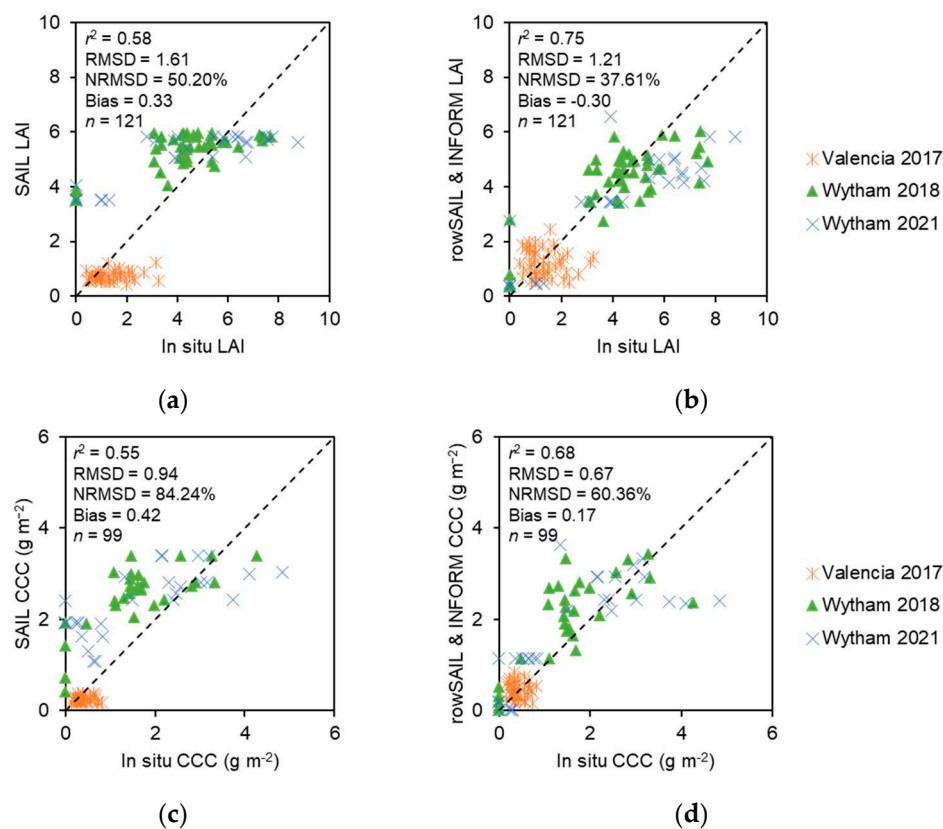 10
8
6
4
2
0
SAIL LAI
r² = 0.58
RMSD = 1.61
NRMSD = 50.20%
Bias = 0.33
n = 121
0 2 4 6 8 10
In situ LAI
(a)
10
8
6
4
2
0
rowSAIL & INFORM LAI
r² = 0.75
RMSD = 1.21
NRMSD = 37.61%
Bias = -0.30
n = 121
0 2 4 6 8 10
In situ LAI
(b)
Valencia 2017
Wytham 2018
Wytham 2021
6
4
2
0
SAIL CCC (g m⁻²)
r² = 0.55
RMSD = 0.94
NRMSD = 84.24%
Bias = 0.42
n = 99
0 2 4 6
In situ CCC (g m⁻²)
(c)
6
4
2
0
rowSAIL & INFORM CCC (g m⁻²)
r² = 0.68
RMSD = 0.67
NRMSD = 60.36%
Bias = 0.17
n = 99
0 2 4 6
In situ CCC (g m⁻²)
(d)
Valencia 2017
Wytham 2018
Wytham 2021